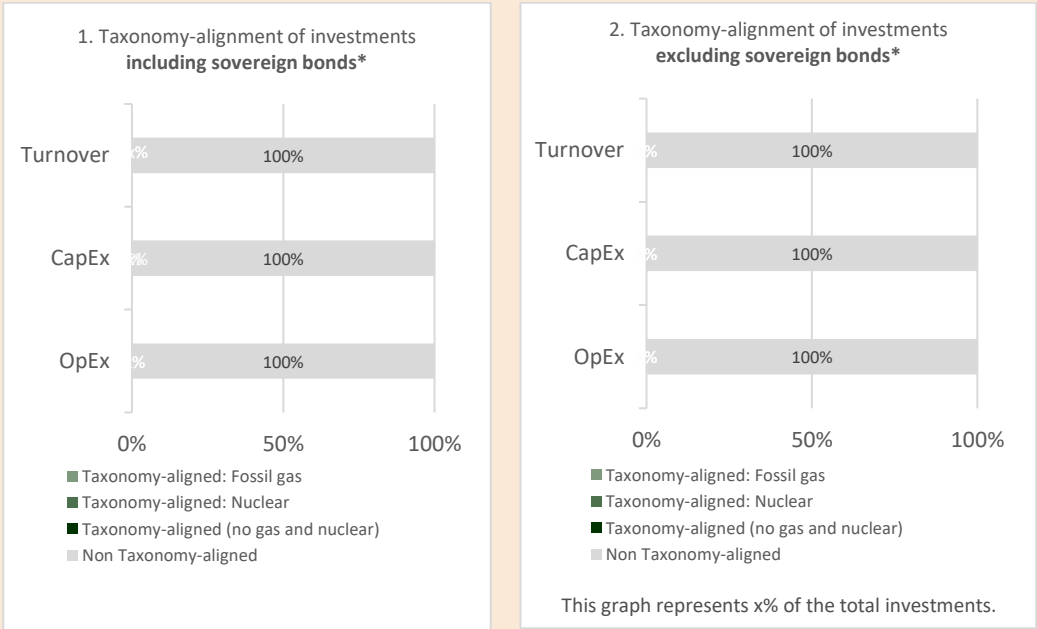 1. Taxonomy-alignment of investments
including sovereign bonds*
Turnover
100%
CapEx
100%
OpEx
100%
0% 50% 100%
Taxonomy-aligned: Fossil gas
Taxonomy-aligned: Nuclear
Taxonomy-aligned (no gas and nuclear)
Non Taxonomy-aligned
2. Taxonomy-alignment of investments
excluding sovereign bonds*
Turnover
% 100%
CapEx
% 100%
OpEx
% 100%
0% 50% 100%
Taxonomy-aligned: Fossil gas
Taxonomy-aligned: Nuclear
Taxonomy-aligned (no gas and nuclear)
Non Taxonomy-aligned
This graph represents x% of the total investments.